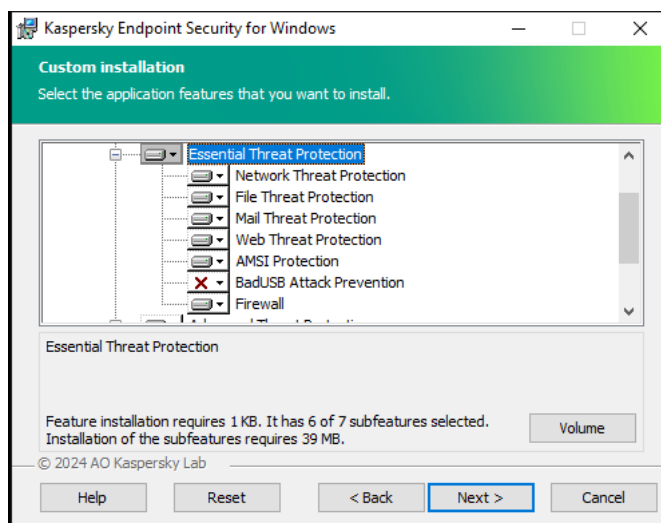 Kaspersky Endpoint Security for Windows
Custom installation
Select the application features that you want to install.
Essential Threat Protection
Network Threat Protection
File Threat Protection
Mail Threat Protection
Web Threat Protection
AMSI Protection
BadUSB Attack Prevention
Firewall
Essential Threat Protection
Feature installation requires 1 KB. It has 6 of 7 subfeatures selected.
Installation of the subfeatures requires 39 MB.
Volume
© 2024 AO Kaspersky Lab
Help
Reset
< Back
Next >
Cancel